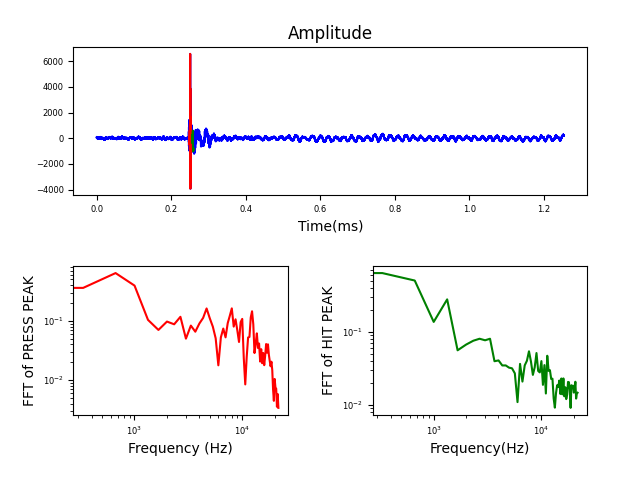 Amplitude
6000
4000
2000
0
−2000
−4000
0.0 0.2 0.4 0.6 0.8 1.0 1.2
Time(ms)
FFT of PRESS PEAK
10⁻¹
10⁻²
10³ 10⁴
Frequency (Hz)
FFT of HIT PEAK
10⁻¹
10⁻²
10³ 10⁴
Frequency(Hz)